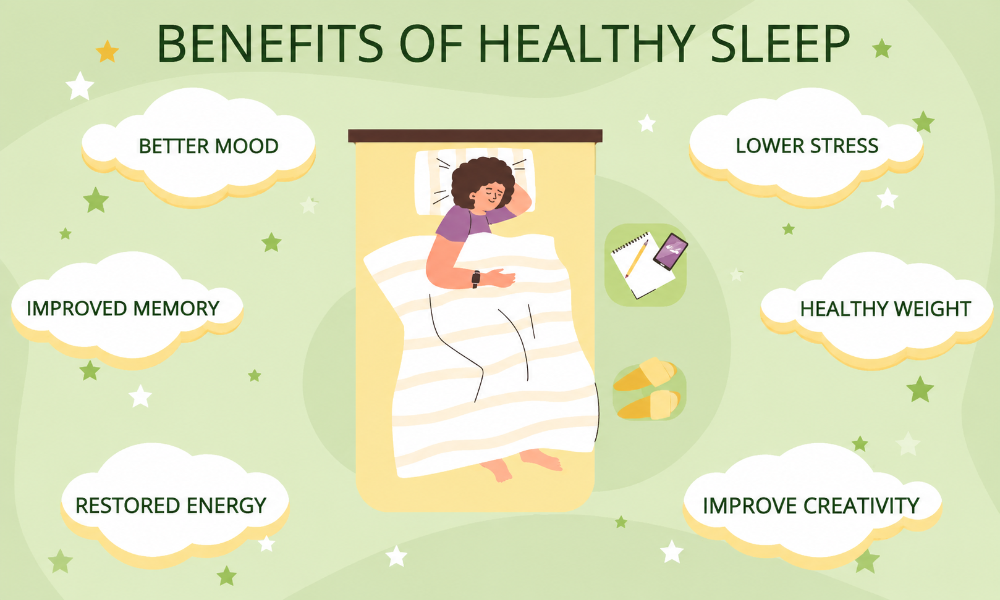 BENEFITS OF HEALTHY SLEEP
BETTER MOOD
LOWER STRESS
IMPROVED MEMORY
HEALTHY WEIGHT
RESTORED ENERGY
IMPROVE CREATIVITY